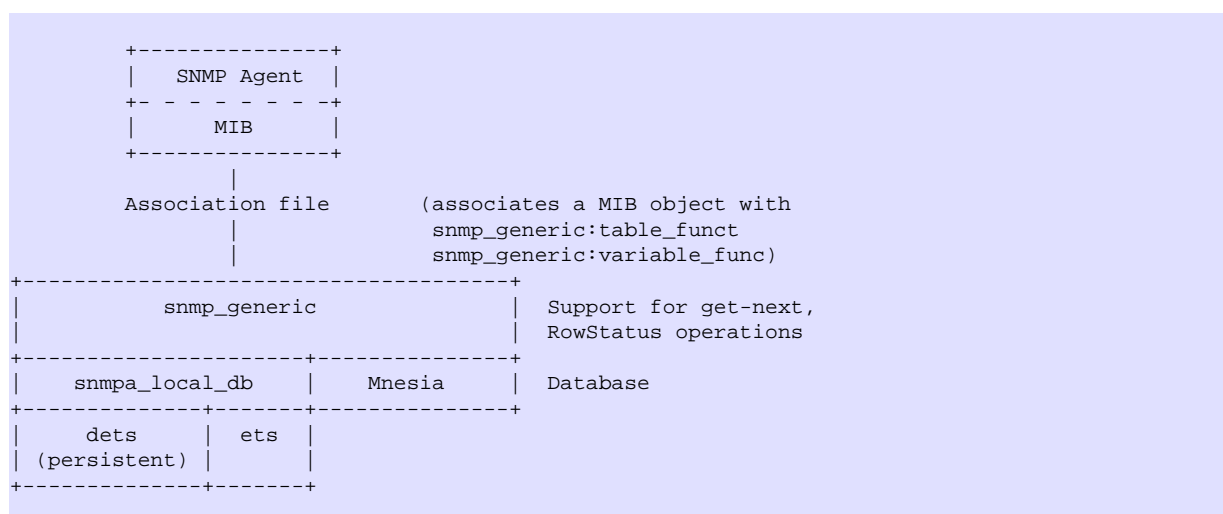 SNMP Agent
MIB
Association file (associates a MIB object with
snmp_generic:table_funct
snmp_generic:variable_func)
snmp_generic Support for get-next,
RowStatus operations
snmpa_local_db Mnesia Database
dets ets
(persistent)